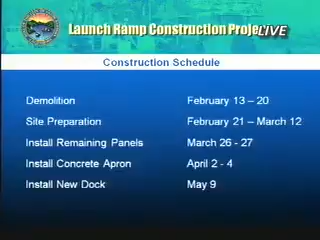 Launch Ramp Construction Proje LIVE
Construction Schedule
Demolition February 13 – 20
Site Preparation February 21 – March 12
Install Remaining Panels March 26 - 27
Install Concrete Apron April 2 - 4
Install New Dock May 9